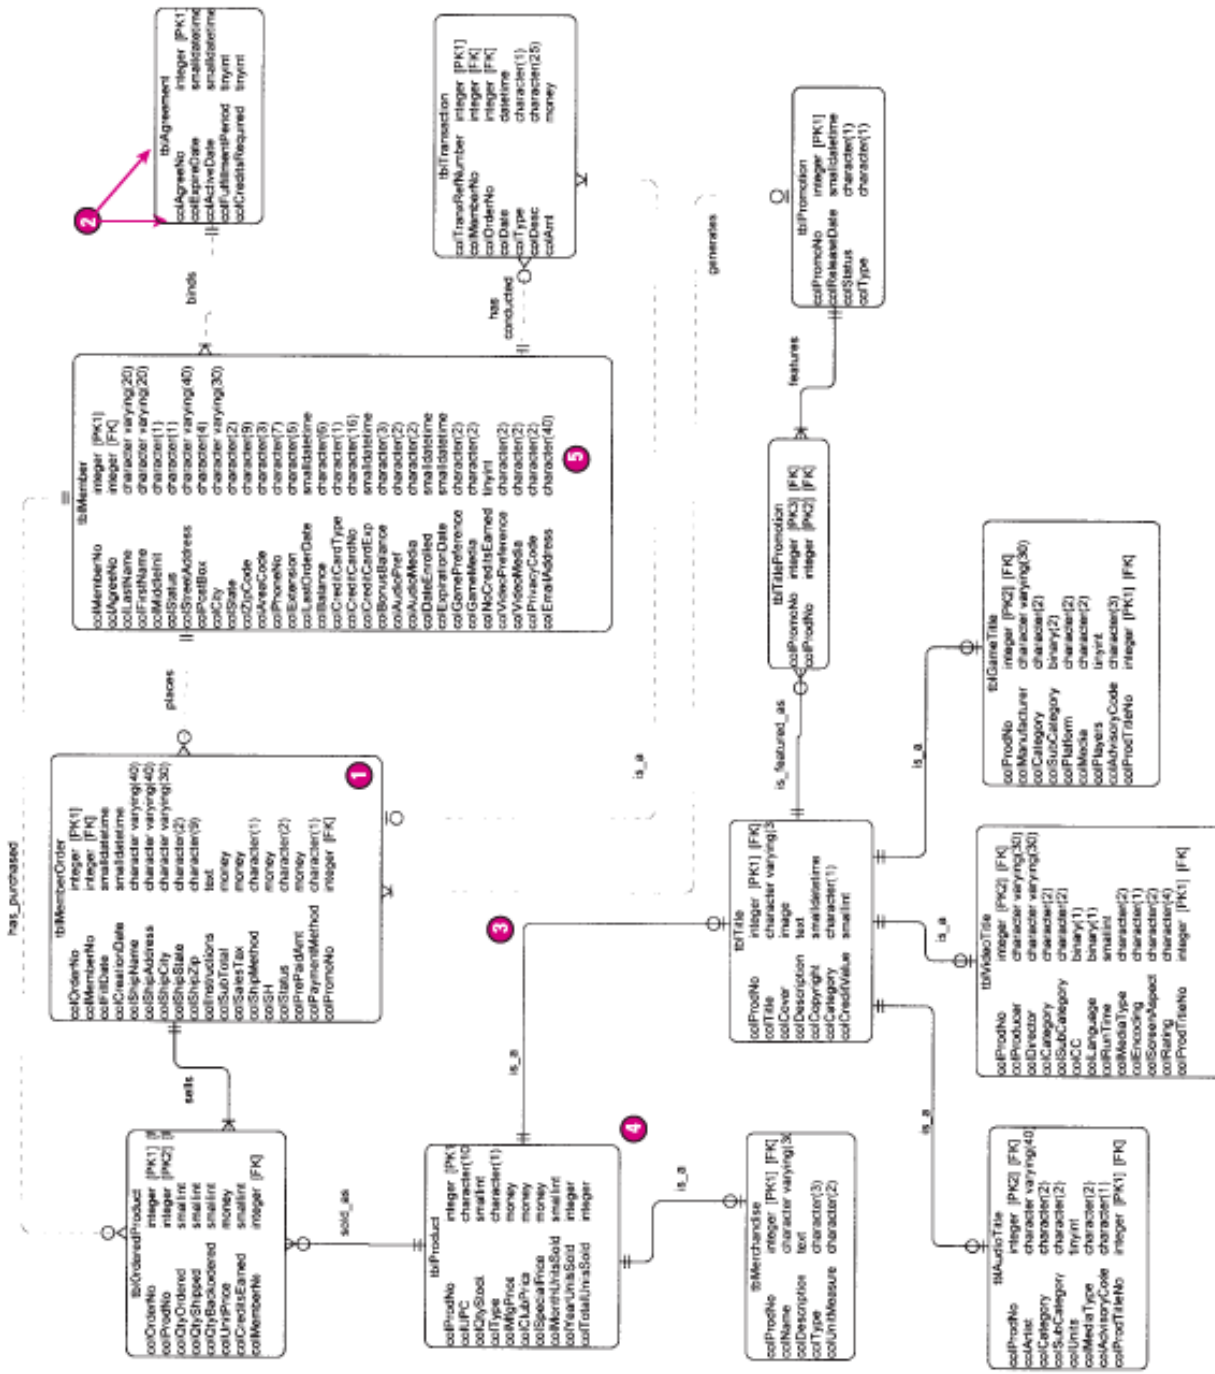 has_purchased
tblMemberOrder
colOrderNo integer [PK1]
colMemberNo integer [FK]
colFillDate smalldatetime
colCreationDate smalldatetime
colShipName character varying(40)
colShipAddress character varying(40)
colShipCity character varying(30)
colShipState character(2)
colShipZip character(9)
colInstructions text
colSubTotal money
colSalesTax money
colShipMethod character(1)
colSH money
colStatus character(2)
colPrePaidAmt money
colPaymentMethod character(1)
colPromoNo integer [FK]
1
places
tblMember
colMemberNo integer [PK1]
colAgreeNo integer [FK]
colLastName character varying(20)
colFirstName character varying(20)
colMiddleInit character(1)
colStatus character(1)
colStreetAddress character varying(40)
colPostBox character(4)
colCity character varying(30)
colState character(2)
colZipCode character(9)
colAreaCode character(3)
colPhoneNo character(7)
colExtension character(5)
colLastOrderDate smalldatetime
colBalance character(6)
colCreditCardType character(1)
colCreditCardNo character(16)
colCreditCardExp smalldatetime
colBonusBalance character(3)
colAudioPref character(2)
colAudioMedia character(2)
colDateEnrolled smalldatetime
colExpirationDate smalldatetime
colGamePreference character(2)
colGameMedia character(2)
colNoCreditsEarned tinyint
colVideoPreference character(2)
colVideoMedia character(2)
colPrivacyCode character(2)
colEmailAddress character(40)
5
binds
2
tblAgreement
colAgreeNo integer [PK1]
colExpireDate smalldatetime
colActiveDate smalldatetime
colFulfillmentPeriod tinyint
colCreditsRequired tinyint
has
conducted
tblTransaction
colTransRefNumber integer [PK1]
colMemberNo integer [FK]
colOrderNo integer [FK]
colDate datetime
colType character(1)
colDesc character(25)
colAmt money
sells
tblOrderedProduct
colOrderNo integer [PK1]
colProdNo integer [PK2]
colQtyOrdered smallint
colQtyShipped smallint
colQtyBackordered smallint
colUnitPrice money
colCreditsEarned smallint
colMemberNo integer [FK]
sold_as
is_a
generates
tblProduct
colProdNo integer [PK1
colUPC character(10
colQtyStock smallint
colType character(1)
colMfgPrice money
colClubPrice money
colSpecialPrice money
colMonthUnitsSold smallint
colYearUnitsSold integer
colTotalUnitsSold integer
4
is_a
3
is_a
tblMerchandise
colProdNo integer [PK1] [FK]
colName character varying(30
colDescription text
colType character(3)
colUnitMeasure character(2)
tblTitle
colProdNo integer [PK1] [FK]
colTitle character varying(3
colCover image
colDescription text
colCopyright smalldatetime
colCategory character(1)
colCreditValue smallint
is_featured_as
tblTitlePromotion
colPromoNo integer [PK3] [FK]
colProdNo integer [PK2] [FK]
features
tblPromotion
colPromoNo integer [PK1]
colReleaseDate smalldatetime
colStatus character(1)
colType character(1)
is_a
is_a
is_a
tblAudioTitle
colProdNo integer [PK2] [FK]
colArtist character varying(40
colCategory character(2)
colSubCategory character(2)
colUnits tinyint
colMediaType character(2)
colAdvisoryCode character(1)
colProdTitleNo integer [PK1] [FK]
tblVideoTitle
colProdNo integer [PK2] [FK]
colProducer character varying(30)
colDirector character varying(30)
colCategory character(2)
colSubCategory character(2)
colCC binary(1)
colLanguage binary(1)
colRunTime smallint
colMediaType character(2)
colEncoding character(1)
colScreenAspect character(2)
colRating character(4)
colProdTitleNo integer [PK1] [FK]
tblGameTitle
colProdNo integer [PK2] [FK]
colManufacturer character varying(30)
colCategory character(2)
colSubCategory binary(2)
colPlatform character(2)
colMedia character(2)
colPlayers tinyint
colAdvisoryCode character(3)
colProdTitleNo integer [PK1] [FK]